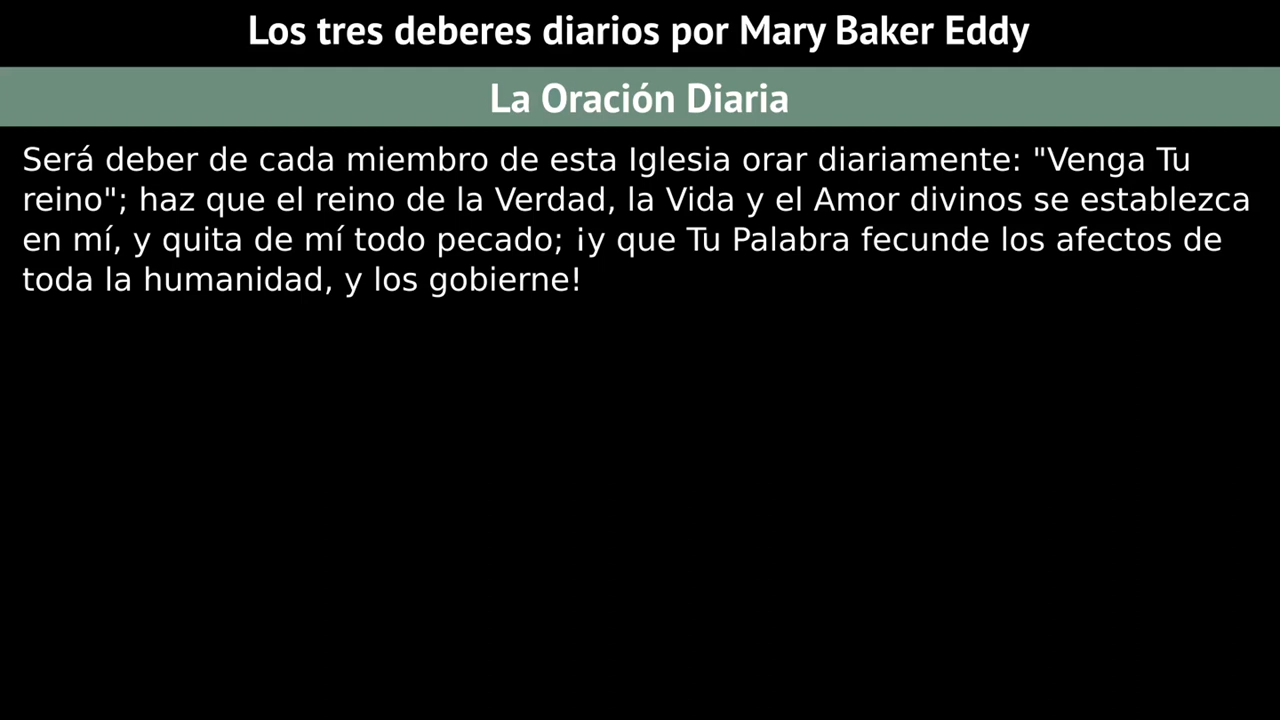 Los tres deberes diarios por Mary Baker Eddy
La Oración Diaria
Será deber de cada miembro de esta Iglesia orar diariamente: "Venga Tu
reino"; haz que el reino de la Verdad, la Vida y el Amor divinos se establezca
en mí, y quita de mí todo pecado; ¡y que Tu Palabra fecunde los afectos de
toda la humanidad, y los gobierne!